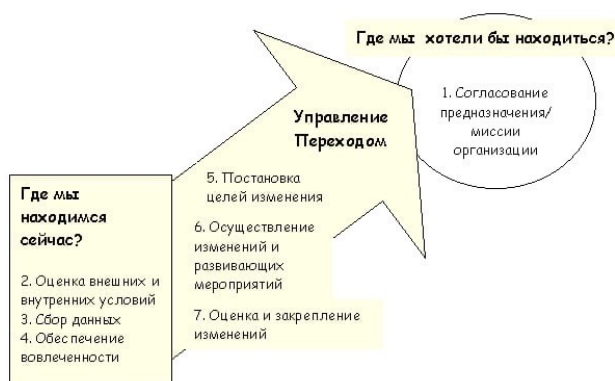 Где мы хотели бы находиться?
1. Согласование
предназначения/
миссии
организации
Управление
Переходом
5. Постановка
целей изменения
6. Осуществление
изменений и
развивающих
мероприятий
7. Оценка и закрепление
изменений
Где мы
находимся
сейчас?
2. Оценка внешних и
внутренних условий
3. Сбор данных
4. Обеспечение
вовлеченности